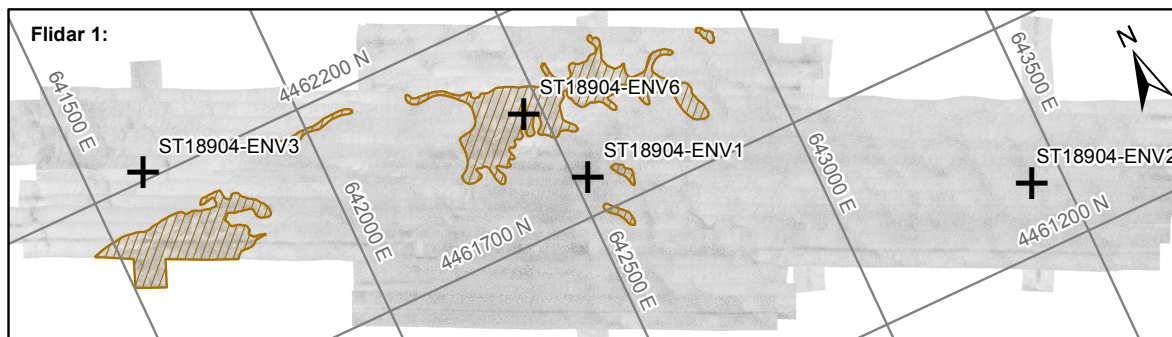 Flidar 1:
N
4462200 N
643500 E
641500 E
ST18904-ENV6
ST18904-ENV3
ST18904-ENV1
ST18904-ENV2
643000 E
642000 E
4461200 N
4461700 N
642500 E